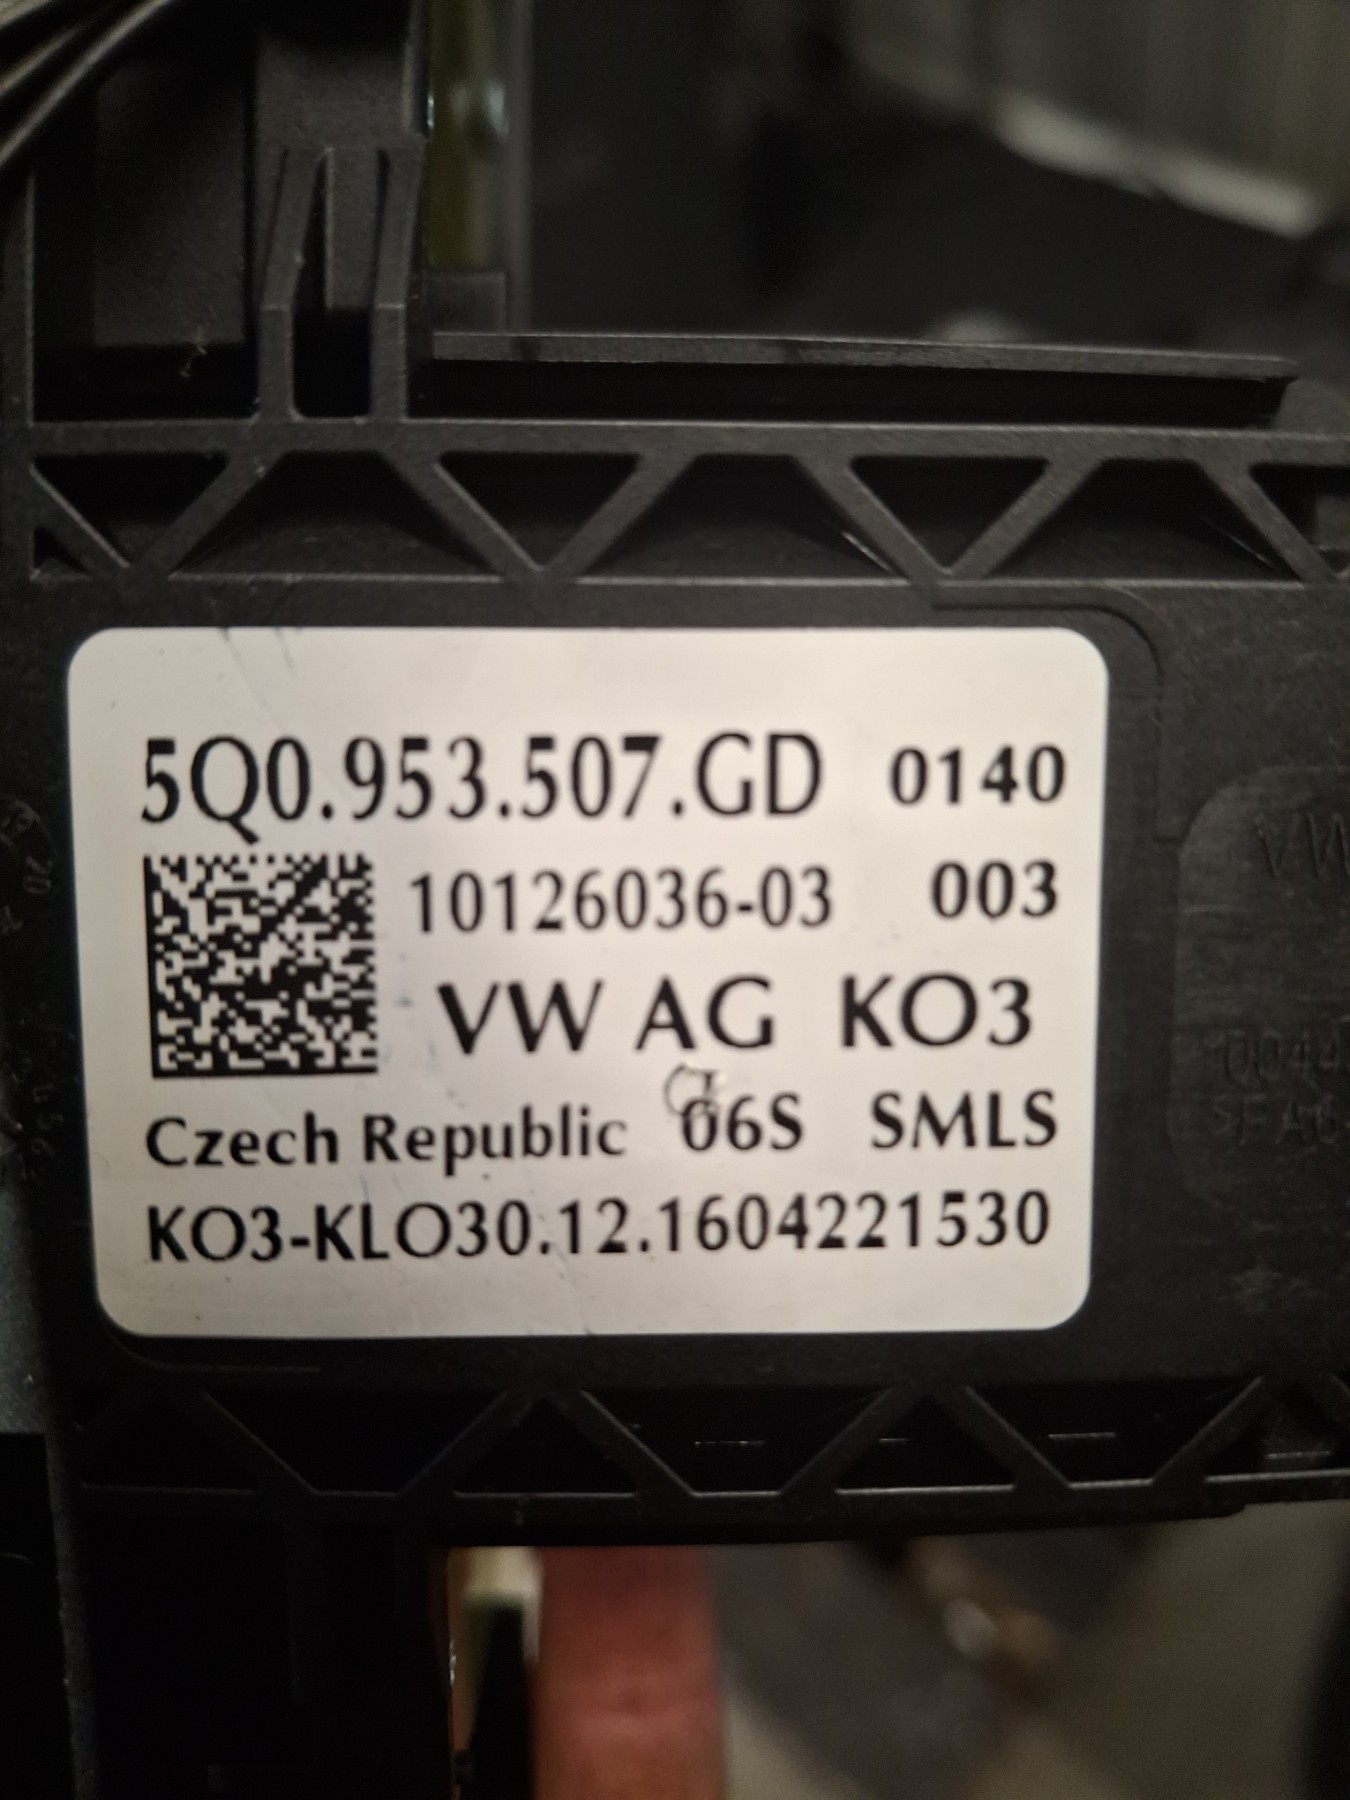 5Q0.953.507.GD 0140
10126036-03 003
VW AG KO3
Czech Republic 06S SMLS
KO3-KLO30.12.1604221530
VW